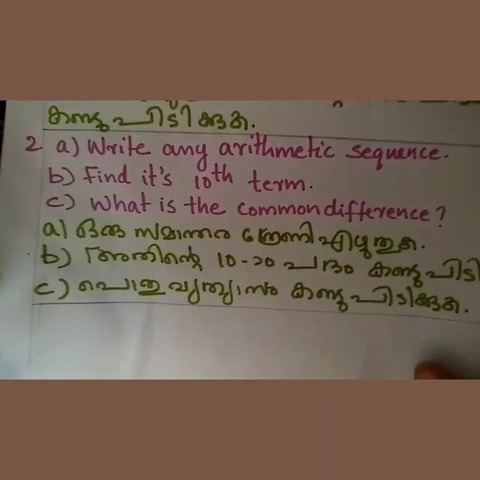 കണ്ടുപിടിക്കുക.
2. a) Write any arithmetic sequence.
b) Find it's 10th term.
c) What is the common difference?
a) ഒരു സമാന്തര ശ്രേണി എഴുതുക.
b) അതിന്റെ 10-ാo പദം കണ്ടുപിടി
c) പൊതു വ്യത്യാസം കണ്ടുപിടിക്കുക.